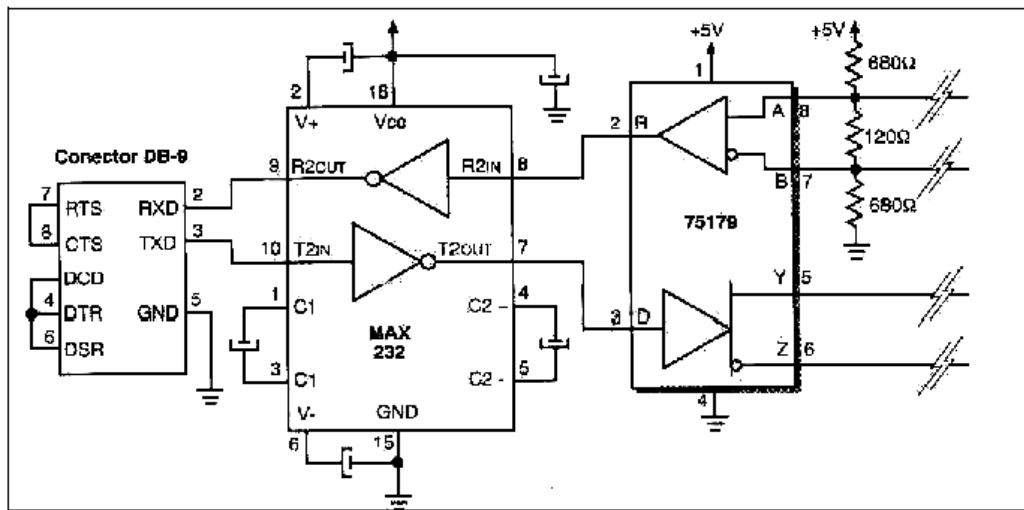 +5V
+5V
680Ω
1
2
16
V+
Vcc
2
R
A
8
120Ω
Conector DB-9
9
R2OUT
R2IN
8
B
7
7
RTS
RXD
2
75179
680Ω
8
CTS
TXD
3
10
T2IN
T2OUT
7
DCD
Y
5
4
DTR
GND
5
1
C1
C2 -
4
3
D
6
DSR
MAX
232
Z
6
3
C1
C2 -
5
4
V-
GND
6
15